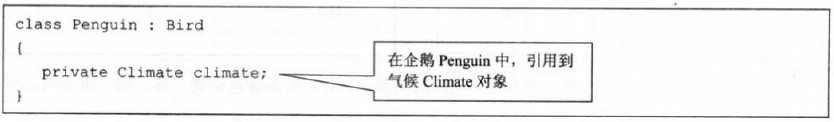 class Penguin : Bird
{
private Climate climate;
}
在企鹅 Penguin 中，引用到
气候 Climate 对象